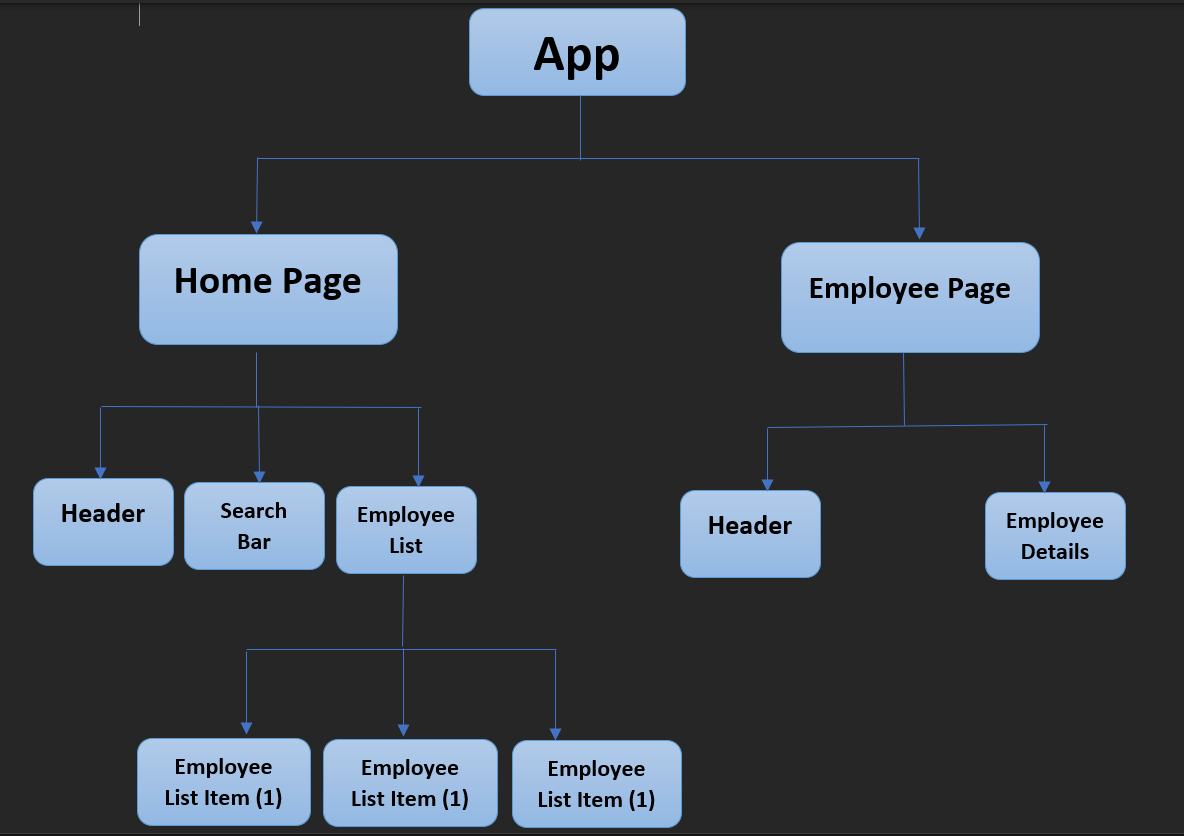 App
Home Page
Employee Page
Header
Search
Bar
Employee
List
Header
Employee
Details
Employee
List Item (1)
Employee
List Item (1)
Employee
List Item (1)